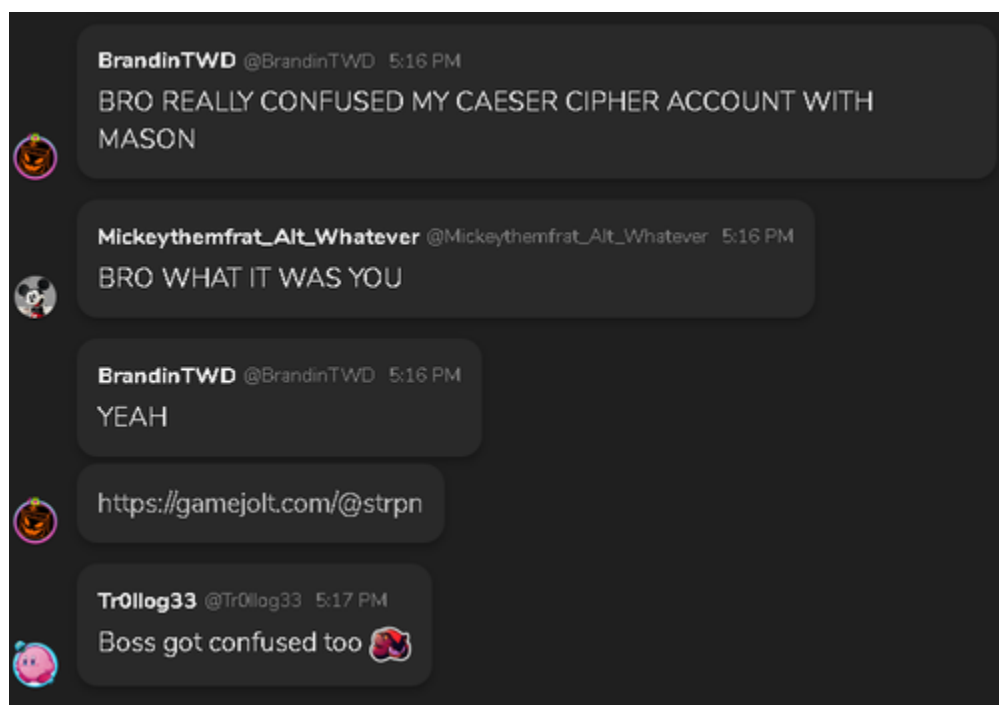 BrandinTWD @BrandinTWD 5:16 PM
BRO REALLY CONFUSED MY CAESER CIPHER ACCOUNT WITH
MASON
Mickeythemfrat_Alt_Whatever @Mickeythemfrat_Alt_Whatever 5:16 PM
BRO WHAT IT WAS YOU
BrandinTWD @BrandinTWD 5:16 PM
YEAH
https://gamejolt.com/@strpn
Tr0llog33 @Tr0llog33 5:17 PM
Boss got confused too